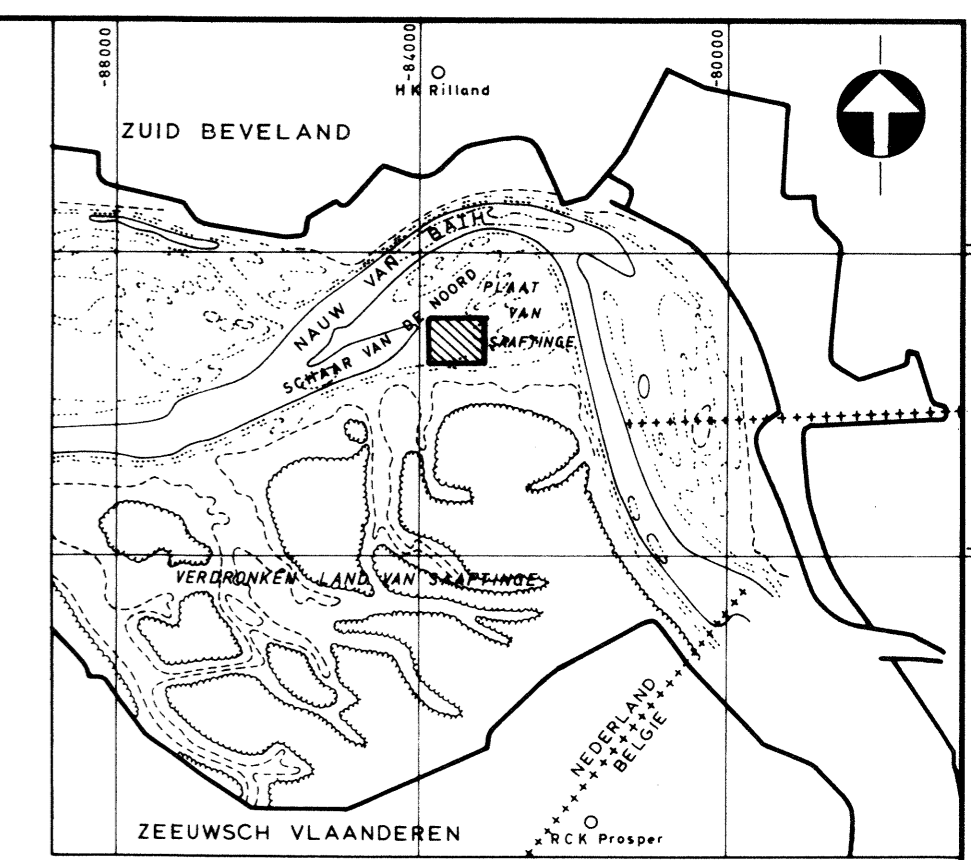 -88000
-84000
-80000
HK Rilland
ZUID BEVELAND
NAUW VAN BATH
SCHAAR VAN DE NOORD
PLAAT
VAN
SAAFTINGE
VERDRONKEN LAND VAN SAAFTINGE
NEDERLAND
BELGIE
ZEEUWSCH VLAANDEREN
RCK Prosper